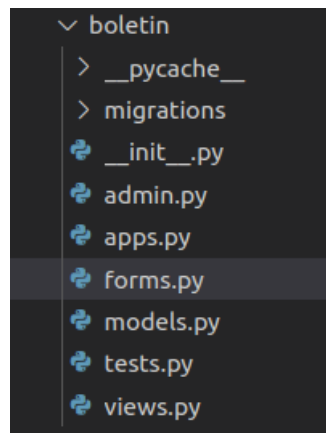 boletin
__pycache__
migrations
__init__.py
admin.py
apps.py
forms.py
models.py
tests.py
views.py